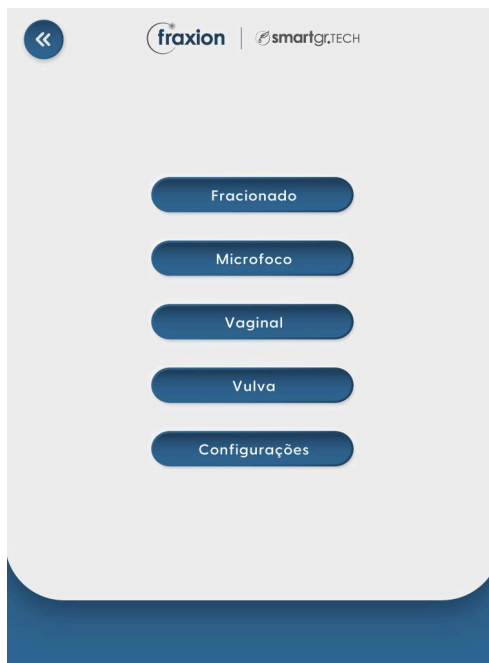 fraxion smartgr.TECH
Fracionado
Microfoco
Vaginal
Vulva
Configurações